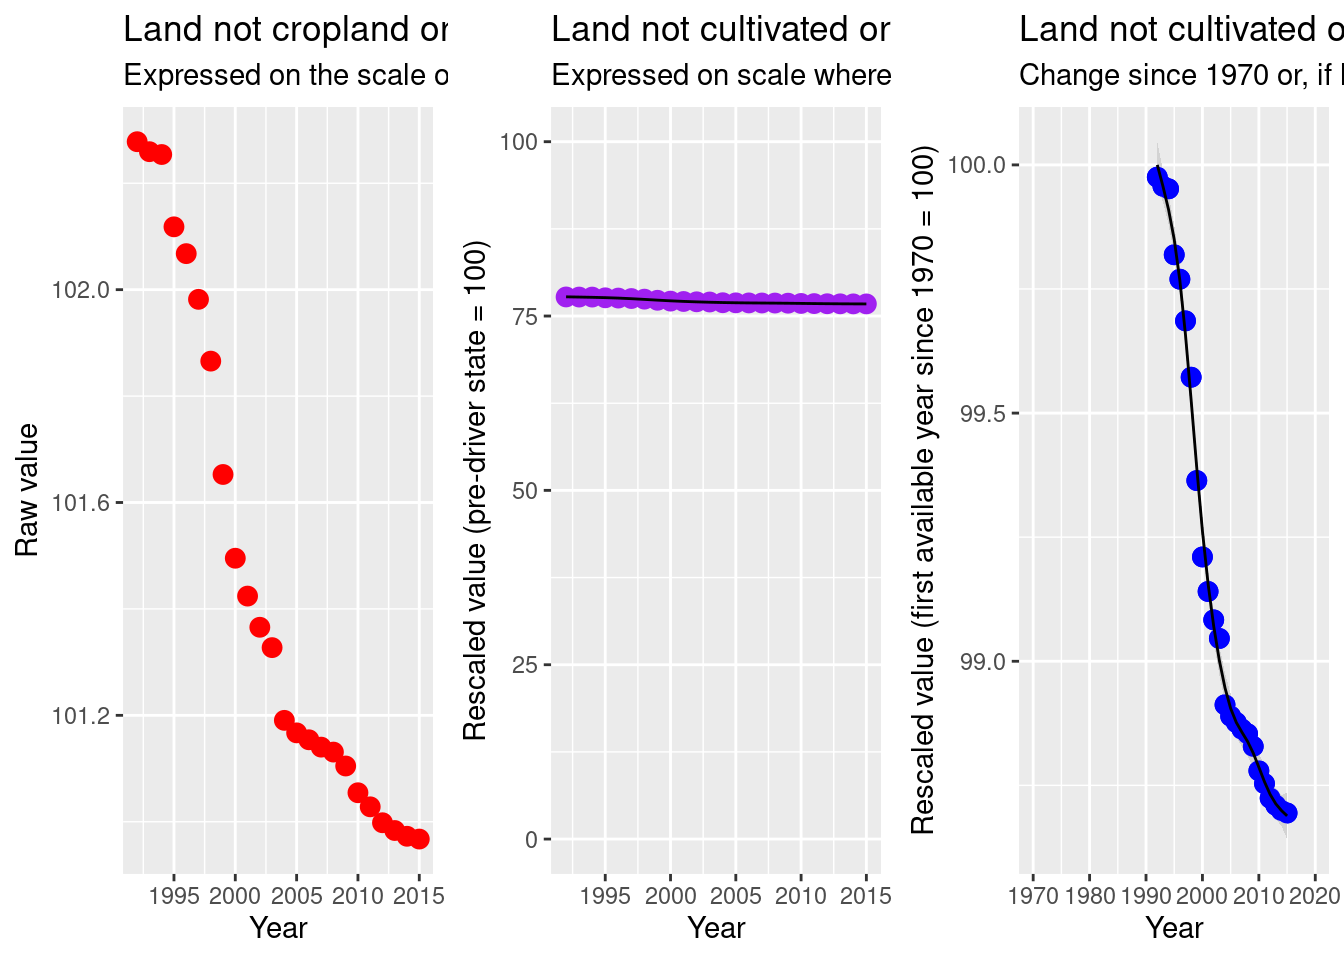 Land not cropland or
Expressed on the scale o
Raw value
102.0
101.6
101.2
1995 2000 2005 2010 2015
Year
Land not cultivated or
Expressed on scale where
Rescaled value (pre-driver state = 100)
100
75
50
25
0
1995 2000 2005 2010 2015
Year
Land not cultivated o
Change since 1970 or, if
Rescaled value (first available year since 1970 = 100)
100.0
99.5
99.0
1970 1980 1990 2000 2010 2020
Year